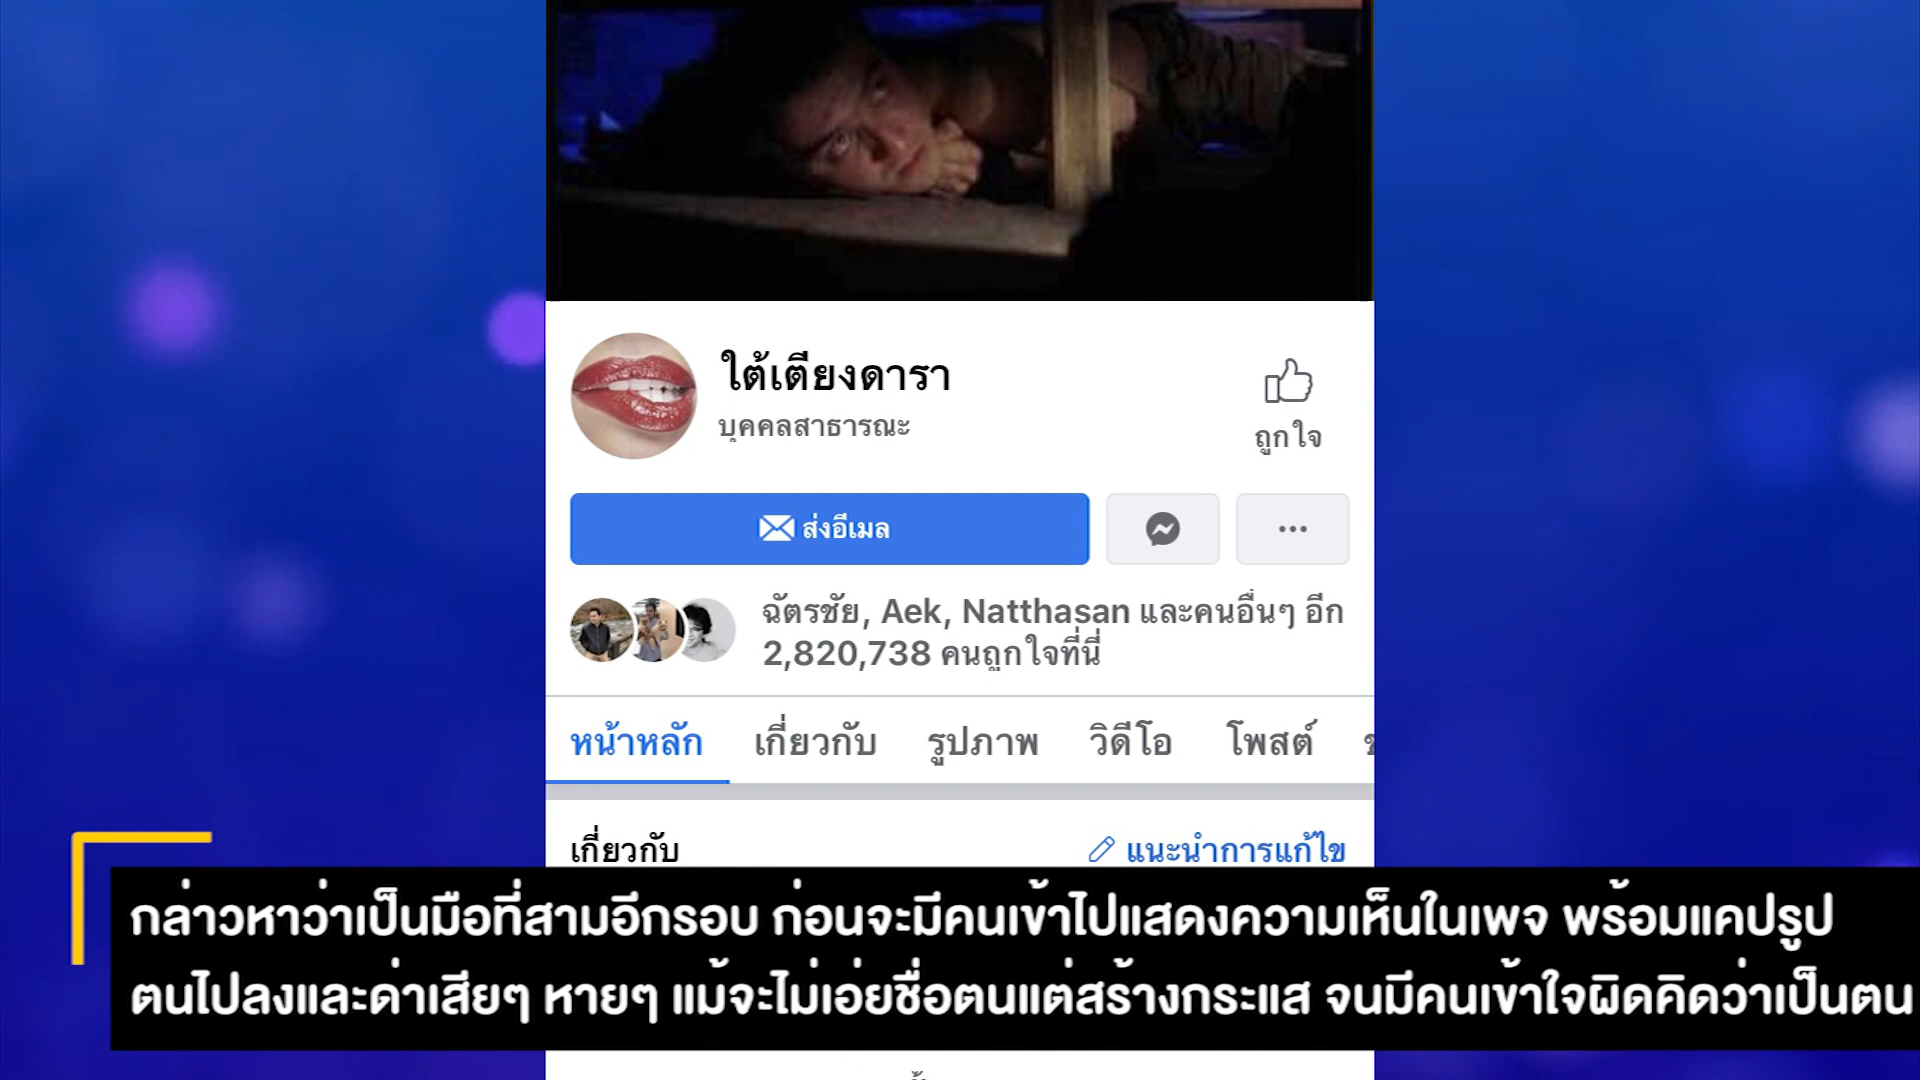 ใต้เตียงดารา
บุคคลสาธารณะ
ถูกใจ
ส่งอีเมล
ฉัตรชัย, Aek, Natthasan และคนอื่นๆ อีก
2,820,738 คนถูกใจที่นี่
หน้าหลัก เกี่ยวกับ รูปภาพ วิดีโอ โพสต์
เกี่ยวกับ แนะนำการแก้ไข
กล่าวหาว่าเป็นมือที่สามอีกรอบ ก่อนจะมีคนเข้าไปแสดงความเห็นในเพจ พร้อมแคปรูป
ตนไปลงและด่าเสียๆ หายๆ แม้จะไม่เอ่ยชื่อตนแต่สร้างกระแส จนมีคนเข้าใจผิดคิดว่าเป็นตน